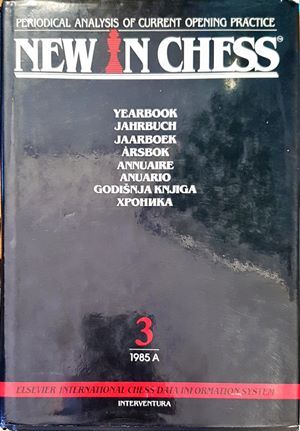 PERIODICAL ANALYSIS OF CURRENT OPENING PRACTICE
NEW IN CHESS
YEARBOOK
JAHRBUCH
JAARBOEK
ÅRSBOK
ANNUAIRE
ANUARIO
GODIŠNJA KNJIGA
ХРОНИКА
3
1985 A
ELSEVIER INTERNATIONAL CHESS DATA INFORMATION SYSTEM
INTERVENTURA